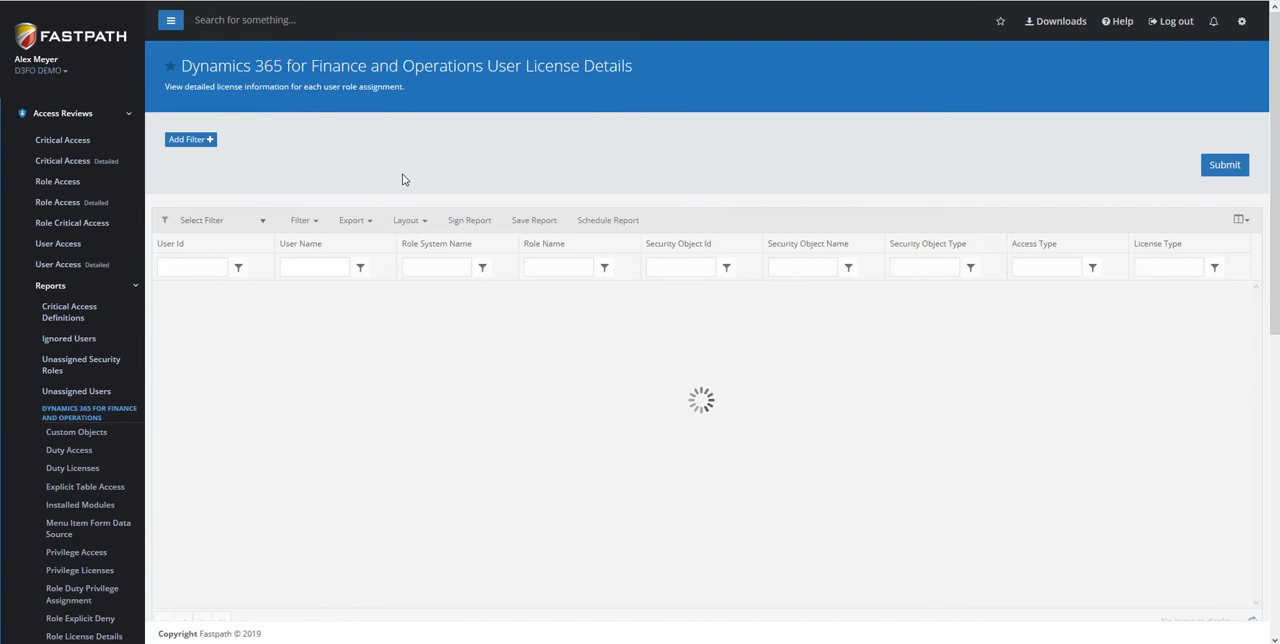 FASTPATH
Alex Meyer
D3FO DEMO
Access Reviews
Critical Access
Critical Access Detailed
Role Access
Role Access Detailed
Role Critical Access
User Access
User Access Detailed
Reports
Critical Access
Definitions
Ignored Users
Unassigned Security
Roles
Unassigned Users
DYNAMICS 365 FOR FINANCE
AND OPERATIONS
Custom Objects
Duty Access
Duty Licenses
Explicit Table Access
Installed Modules
Menu Item Form Data
Source
Privilege Access
Privilege Licenses
Role Duty Privilege
Assignment
Role Explicit Deny
Role License Details
Search for something...
Downloads Help Log out
Dynamics 365 for Finance and Operations User License Details
View detailed license information for each user role assignment.
Add Filter
Submit
Select Filter Filter Export Layout Sign Report Save Report Schedule Report
User Id User Name Role System Name Role Name Security Object Id Security Object Name Security Object Type Access Type License Type
Copyright Fastpath © 2019